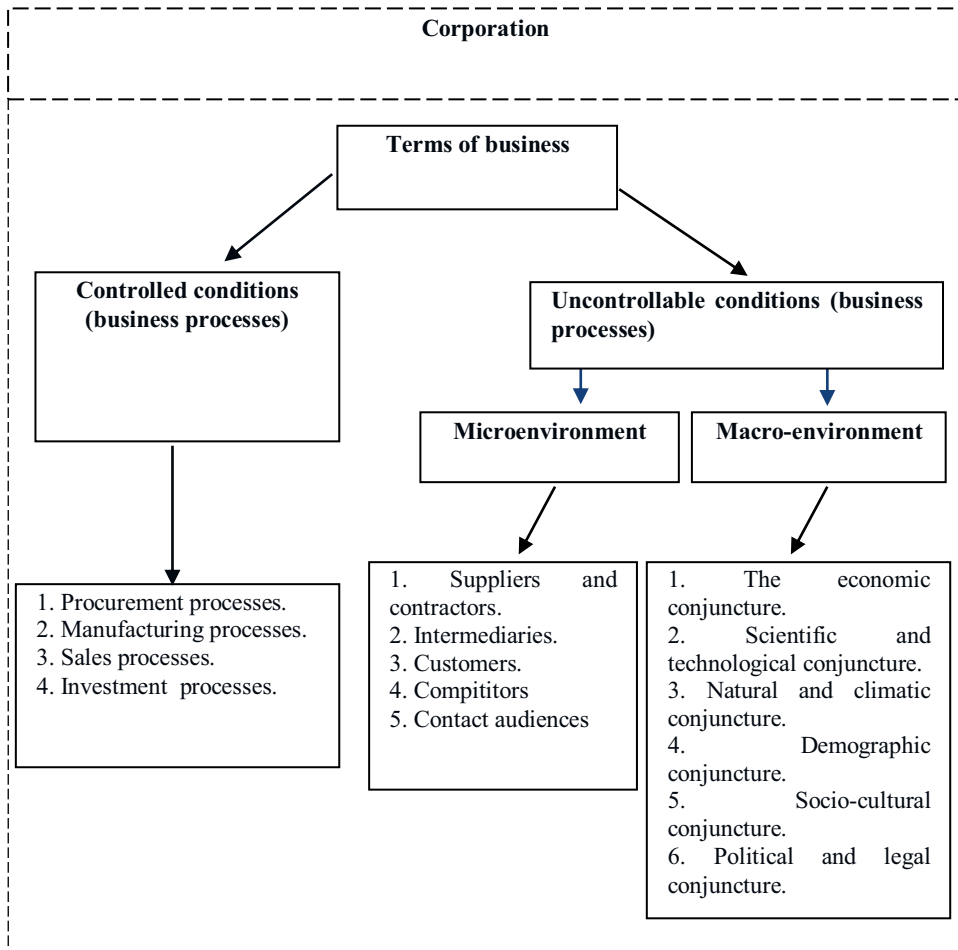 Corporation
Terms of business
Controlled conditions
(business processes)
Uncontrollable conditions (business
processes)
Microenvironment
Macro-environment
1. Procurement processes.
2. Manufacturing processes.
3. Sales processes.
4. Investment processes.
1. Suppliers and
contractors.
2. Intermediaries.
3. Customers.
4. Compititors
5. Contact audiences
1. The economic
conjuncture.
2. Scientific and
technological conjuncture.
3. Natural and climatic
conjuncture.
4. Demographic
conjuncture.
5. Socio-cultural
conjuncture.
6. Political and legal
conjuncture.